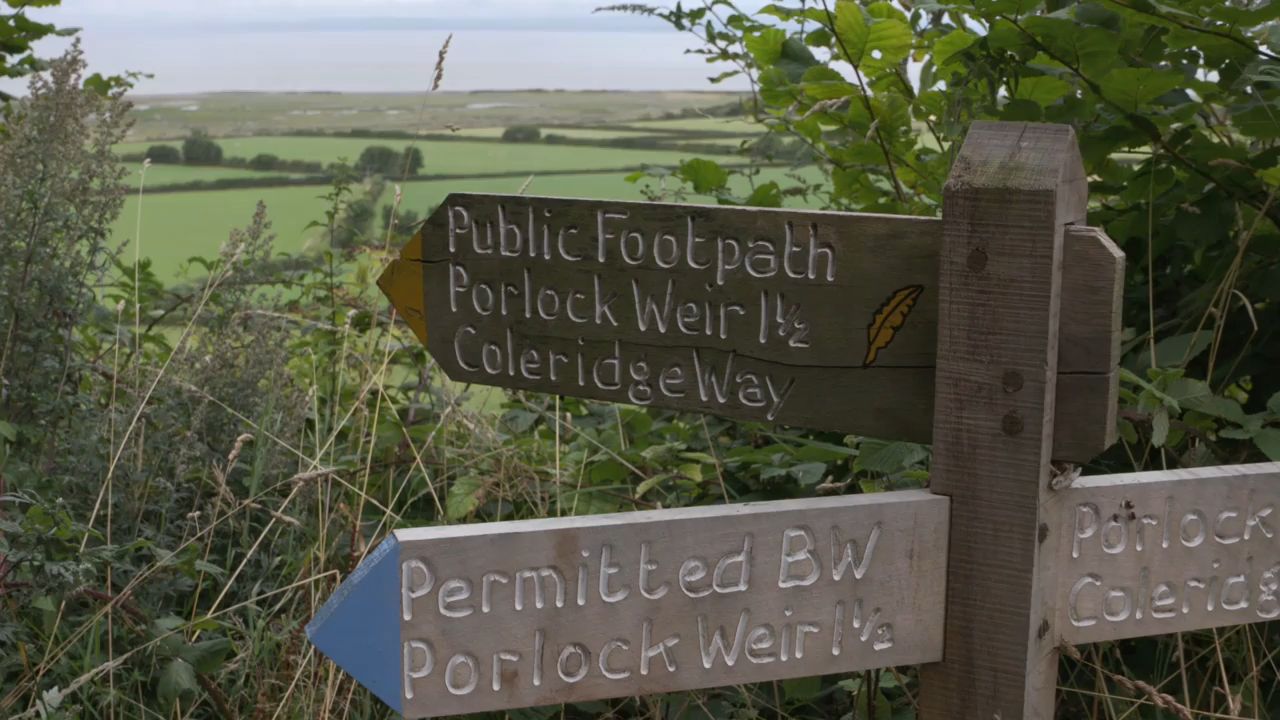 Public Footpath
Porlock Weir 1½
Coleridge Way
Permitted BW
Porlock Weir 1½
Porlock